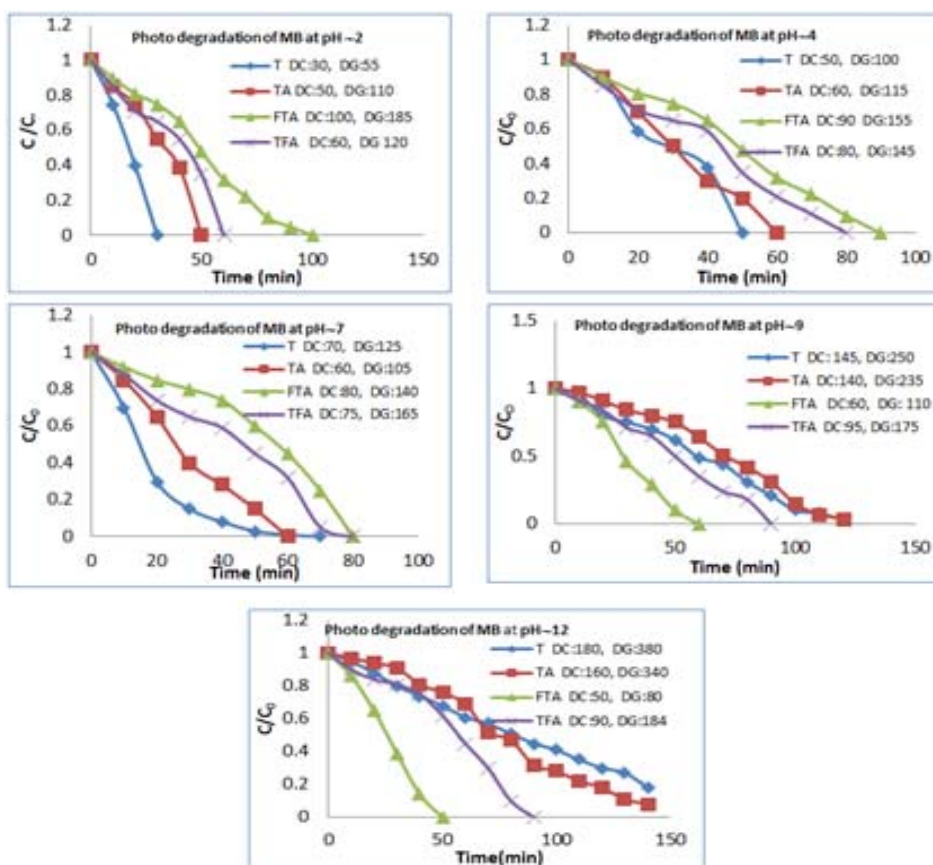 Photo degradation of MB at pH~2
T DC:30, DG:55
TA DC:50, DG:110
FTA DC:100, DG:185
TFA DC:60, DG 120
C /C.
1.2
1
0.8
0.6
0.4
0.2
0
0 50 100 150
Time (min)
Photo degradation of MB at pH~4
T DC:50, DG:100
TA DC:60, DG:115
FTA DC:90 DG:155
TFA DC:80, DG:145
C/C₀
1.2
1
0.8
0.6
0.4
0.2
0
0 20 40 60 80 100
Time (min)
Photo degradation of MB at pH~7
T DC:70, DG:125
TA DC:60, DG:105
FTA DC:80, DG:140
TFA DC:75, DG:165
C/C₀
1.2
1
0.8
0.6
0.4
0.2
0
0 20 40 60 80 100
Time (min)
Photo degradation of MB at pH~9
T DC: 145, DG:250
TA DC:140, DG:235
FTA DC:60, DG: 110
TFA DC:95, DG:175
C/C₀
1.5
1
0.5
0
0 50 100 150
Time (min)
Photo degradation of MB at pH~12
T DC:180, DG:380
TA DC:160, DG:340
FTA DC:50, DG:80
TFA DC:90, DG:184
C/C₀
1.2
1
0.8
0.6
0.4
0.2
0
0 50 100 150
Time(min)